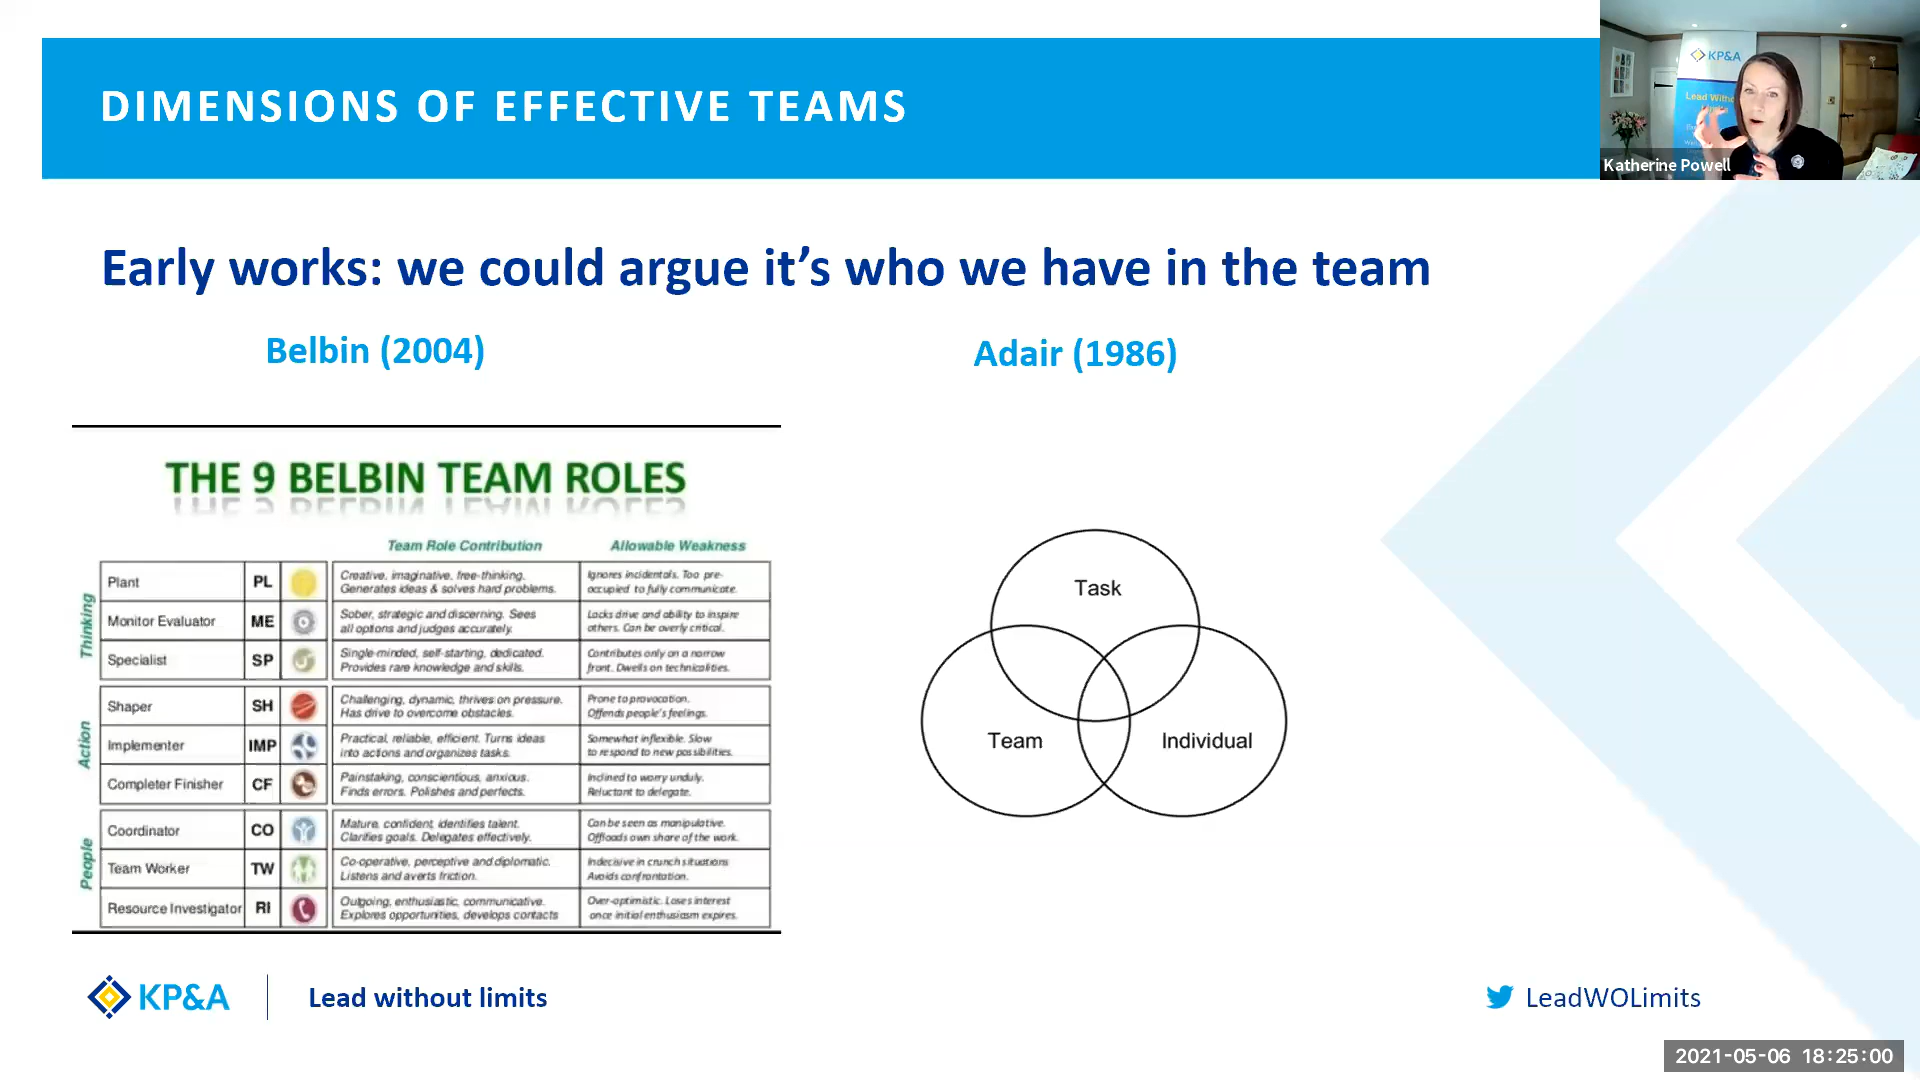 DIMENSIONS OF EFFECTIVE TEAMS
KP&A
Katherine Powell
Early works: we could argue it's who we have in the team
Belbin (2004)
Adair (1986)
THE 9 BELBIN TEAM ROLES
Team Role Contribution
Allowable Weakness
Thinking
Plant
PL
Creative, imaginative, free-thinking.
Generates ideas & solves hard problems.
Ignores incidentals. Too pre-
occupied to fully communicate.
Monitor Evaluator
ME
Sober, strategic and discerning. Sees
all options and judges accurately.
Lacks drive and ability to inspire
others. Can be overly critical.
Specialist
SP
Single-minded, self-starting, dedicated.
Provides rare knowledge and skills.
Contributes only on a narrow
front. Dwells on technicalities.
Action
Shaper
SH
Challenging, dynamic, thrives on pressure.
Has drive to overcome obstacles.
Prone to provocation.
Offends people's feelings.
Implementer
IMP
Practical, reliable, efficient. Turns ideas
into actions and organizes tasks.
Somewhat inflexible. Slow
to respond to new possibilities.
Completer Finisher
CF
Painstaking, conscientious, anxious.
Finds errors. Polishes and perfects.
Inclined to worry unduly.
Reluctant to delegate.
People
Coordinator
CO
Mature, confident, identifies talent.
Clarifies goals. Delegates effectively.
Can be seen as manipulative.
Offloads own share of the work.
Team Worker
TW
Co-operative, perceptive and diplomatic.
Listens and averts friction.
Indecisive in crunch situations
Avoids confrontation.
Resource Investigator
RI
Outgoing, enthusiastic, communicative.
Explores opportunities, develops contacts
Over-optimistic. Loses interest
once initial enthusiasm expires.
Task
Team
Individual
KP&A
Lead without limits
LeadWOLimits
2021-05-06 18:25:00